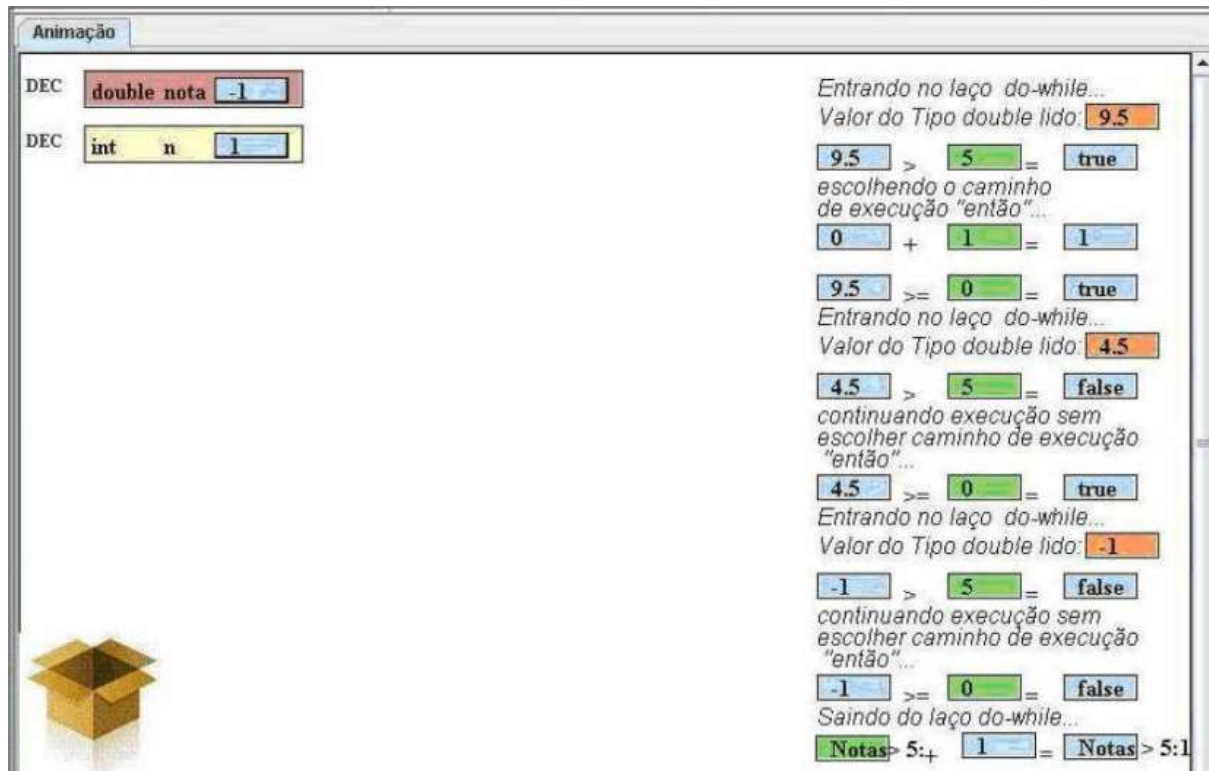 Animação
DEC double nota -1
DEC int n 1
Entrando no laço do-while...
Valor do Tipo double lido: 9.5
9.5 > 5 = true
escolhendo o caminho
de execução "então"...
0 + 1 = 1
9.5 >= 0 = true
Entrando no laço do-while...
Valor do Tipo double lido: 4.5
4.5 > 5 = false
continuando execução sem
escolher caminho de execução
"então"...
4.5 >= 0 = true
Entrando no laço do-while...
Valor do Tipo double lido: -1
-1 > 5 = false
continuando execução sem
escolher caminho de execução
"então"...
-1 >= 0 = false
Saindo do laço do-while...
Notas> 5:+ 1 = Notas > 5:1